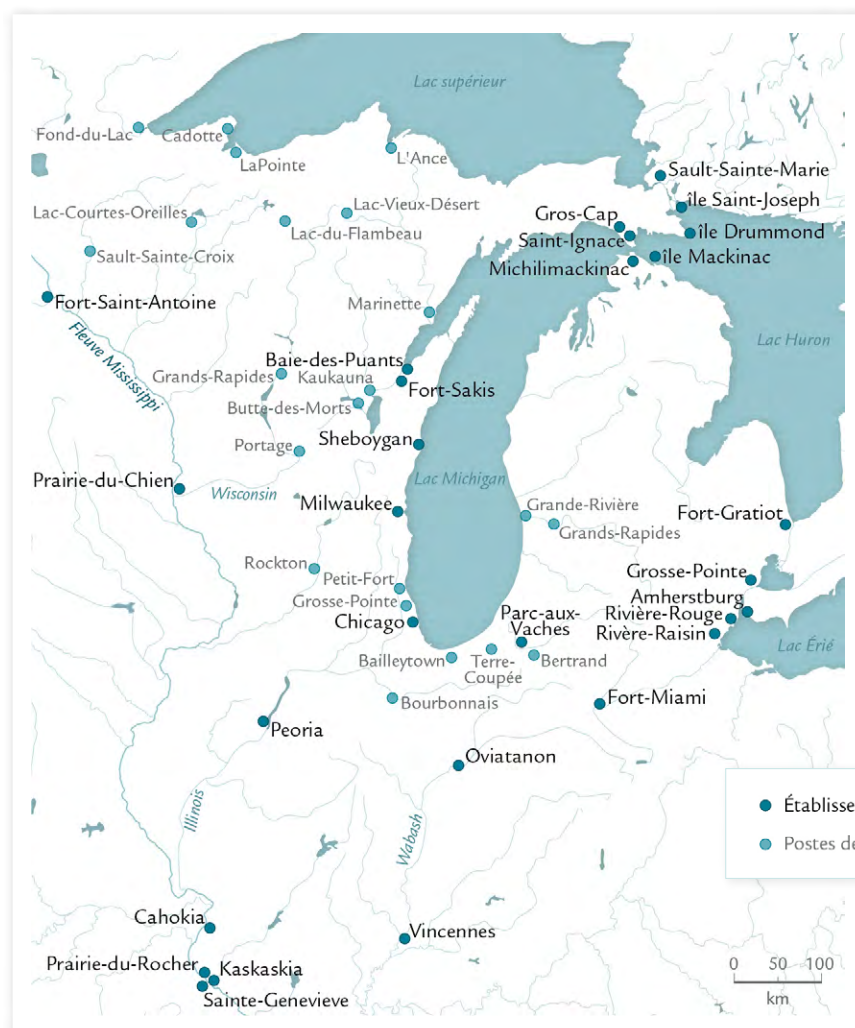 Lac supérieur
Fond-du-Lac
Cadotte
LaPointe
L'Ance
Sault-Sainte-Marie
île Saint-Joseph
Lac-Courtes-Oreilles
Lac-Vieux-Désert
Lac-du-Flambeau
Gros-Cap
Saint-Ignace
île Drummond
Sault-Sainte-Croix
île Mackinac
Michilimackinac
Fort-Saint-Antoine
Marinette
Fleuve Mississippi
Lac Huron
Baie-des-Puants
Grands-Rapides
Kaukauna
Fort-Sakis
Butte-des-Morts
Sheboygan
Portage
Prairie-du-Chien
Wisconsin
Lac Michigan
Milwaukee
Grande-Rivière
Grands-Rapides
Fort-Gratiot
Rockton
Petit-Fort
Grosse-Pointe
Grosse-Pointe
Amherstburg
Chicago
Parc-aux-
Vaches
Rivière-Rouge
Rivère-Raisin
Lac Érié
Bailleytown
Terre-
Coupée
Bertrand
Bourbonnais
Fort-Miami
Peoria
Oviatanon
Illinois
Wabash
Établisse
Postes de
Cahokia
Vincennes
Prairie-du-Rocher
Kaskaskia
Sainte-Genevieve
0 50 100
km